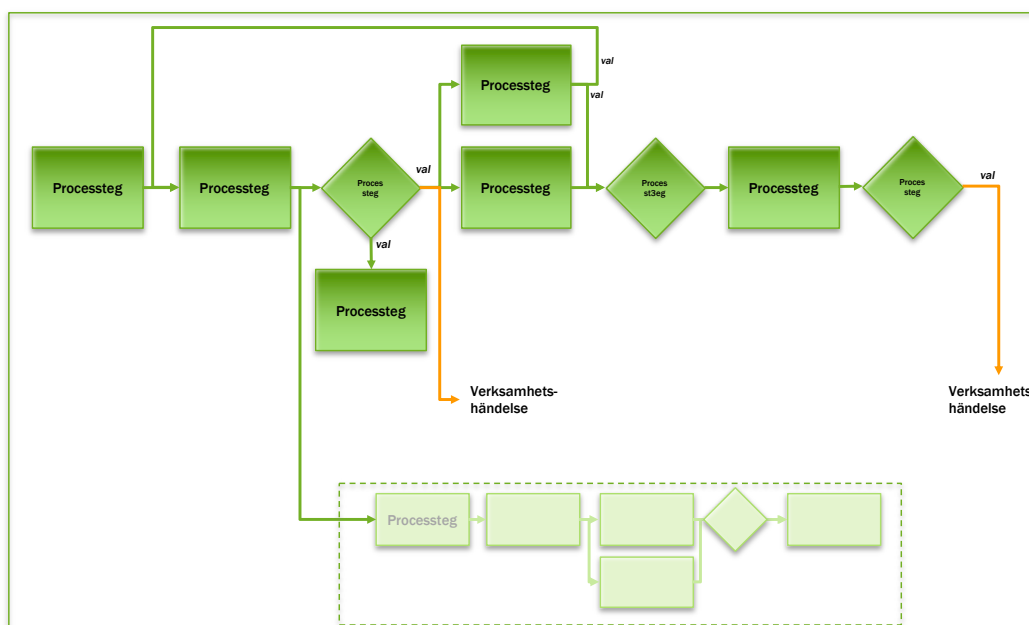 val
Processteg
val
Processteg
Processteg
Proces
steg
val
Processteg
Proces
st3eg
Processteg
Proces
steg
val
val
Processteg
Verksamhets-
händelse
Verksamhets
händelse
Processteg